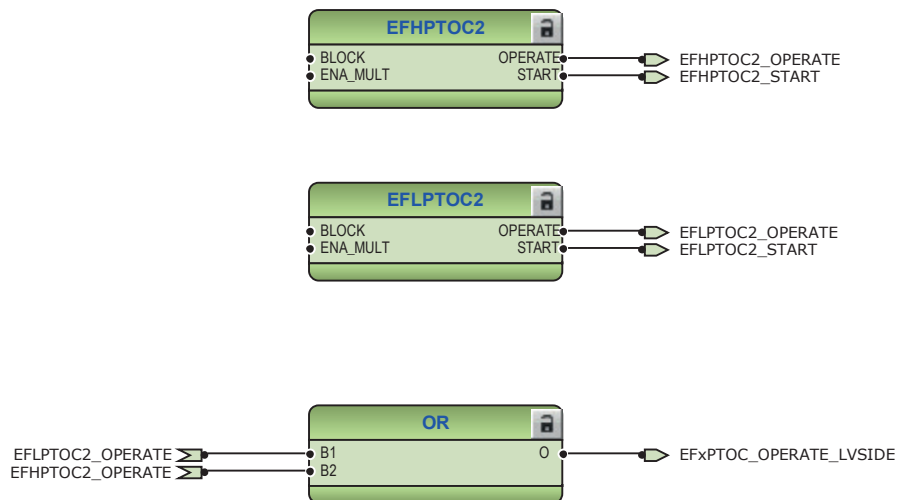 EFHPTOC2
BLOCK OPERATE EFHPTOC2_OPERATE
ENA_MULT START EFHPTOC2_START
EFLPTOC2
BLOCK OPERATE EFLPTOC2_OPERATE
ENA_MULT START EFLPTOC2_START
OR
EFLPTOC2_OPERATE B1 O EFxPTOC_OPERATE_LVSIDE
EFHPTOC2_OPERATE B2